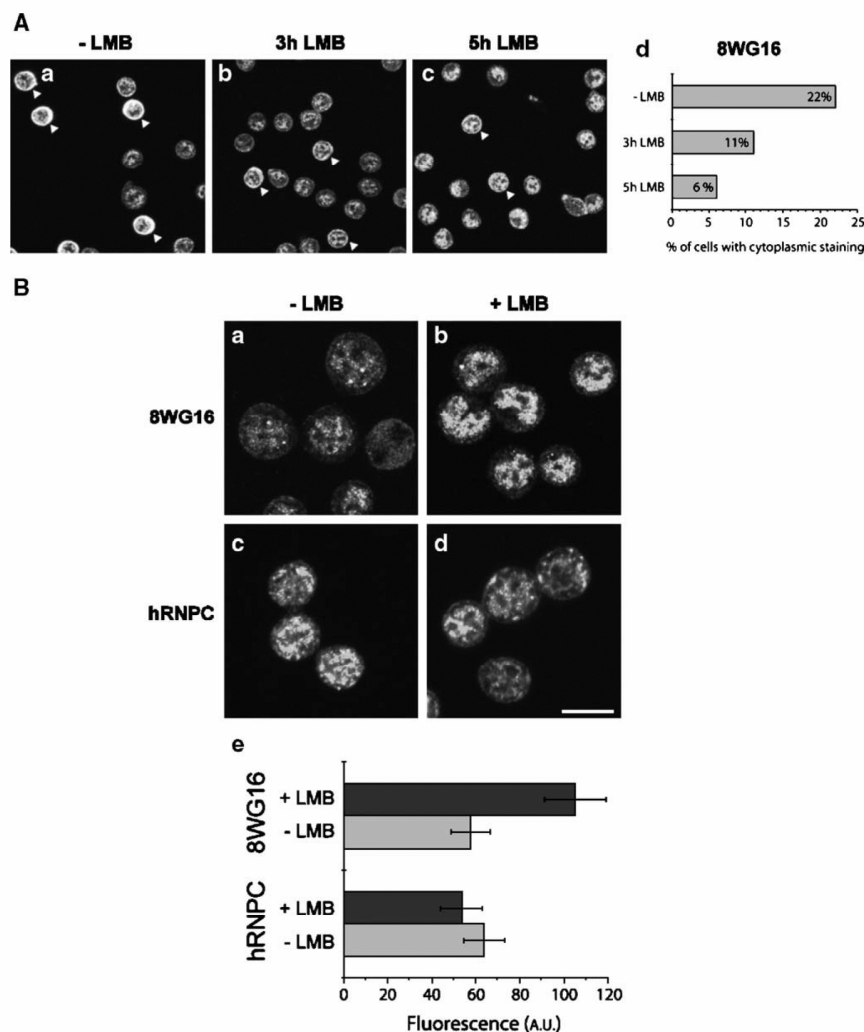 A
- LMB
3h LMB
5h LMB
a
b
c
d
8WG16
- LMB
22%
3h LMB
11%
5h LMB
6 %
0 5 10 15 20 25
% of cells with cytoplasmic staining
B
- LMB
+ LMB
8WG16
a
b
hRNPC
c
d
e
8WG16
+ LMB
- LMB
hRNPC
+ LMB
- LMB
0 20 40 60 80 100 120
Fluorescence (A.U.)